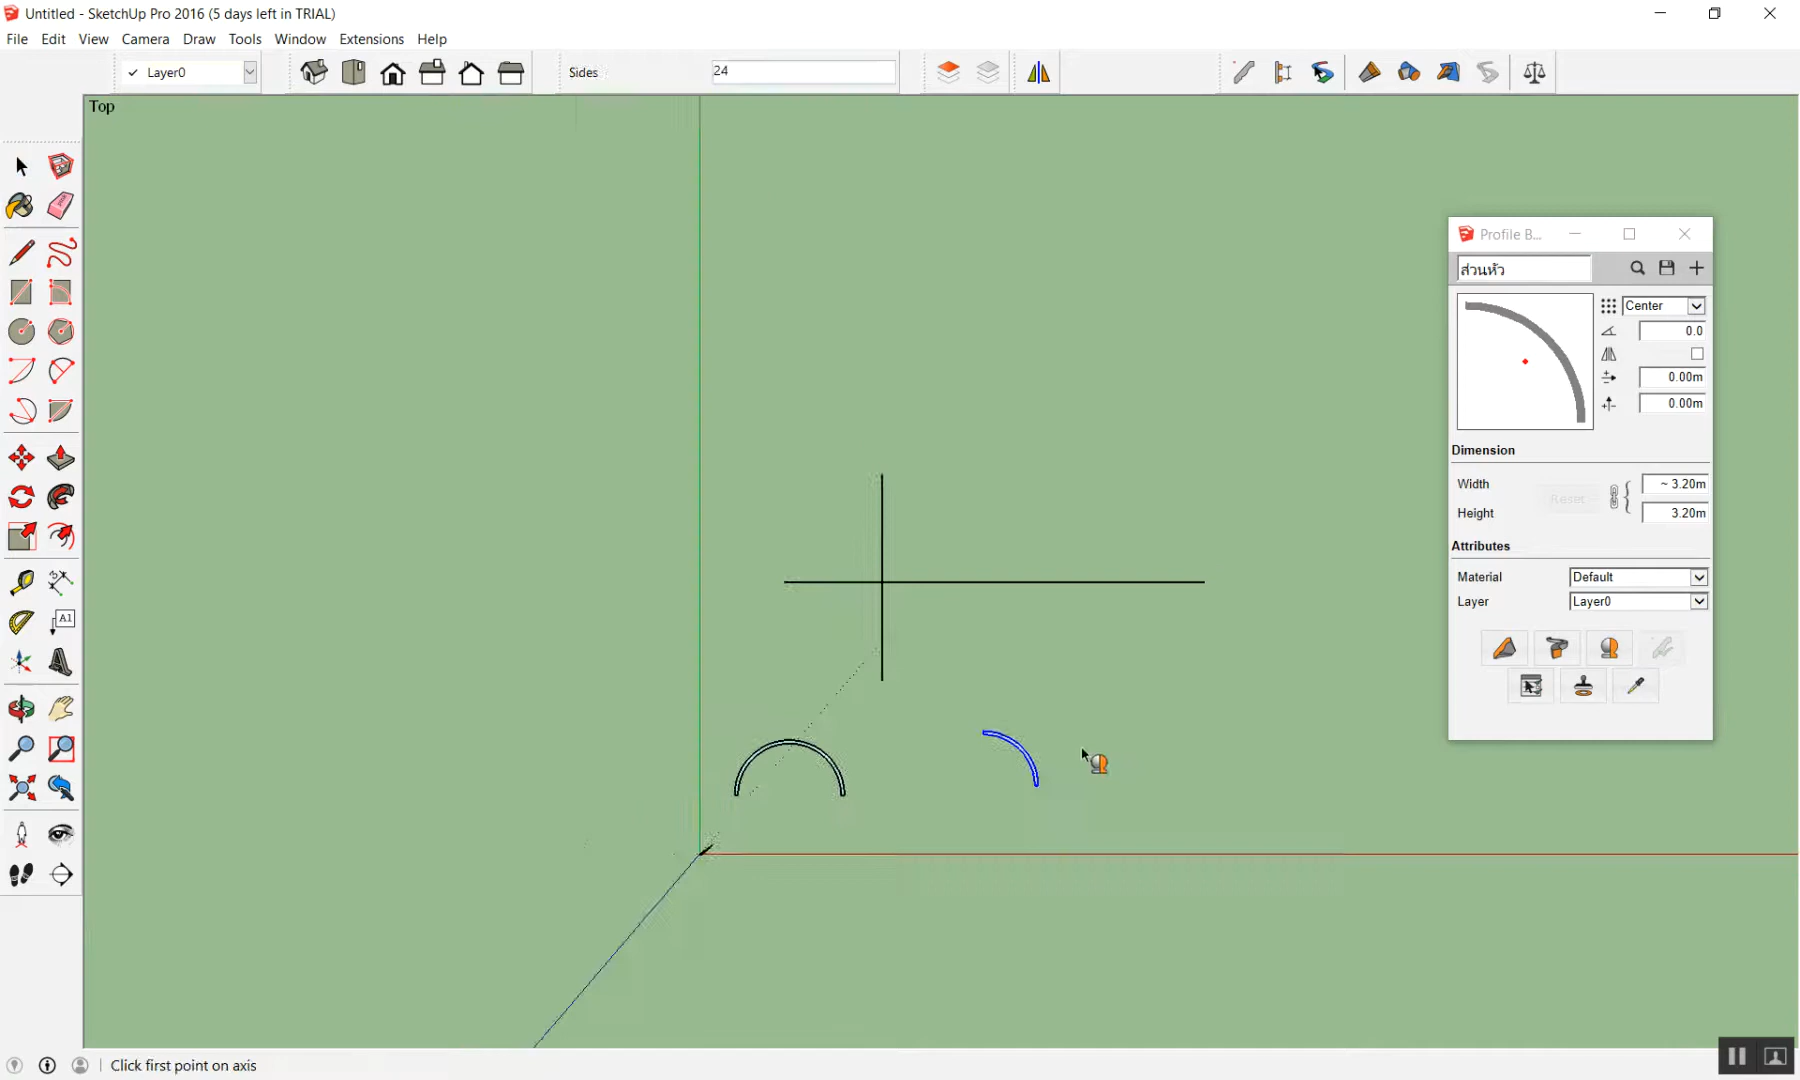 Untitled - SketchUp Pro 2016 (5 days left in TRIAL)
File Edit View Camera Draw Tools Window Extensions Help
Layer0
Sides 24
Top
A1
Profile B...
ส่วนหัว
Center
0.0
0.00m
0.00m
Dimension
Width ~ 3.20m
Reset
Height 3.20m
Attributes
Material Default
Layer Layer0
Click first point on axis